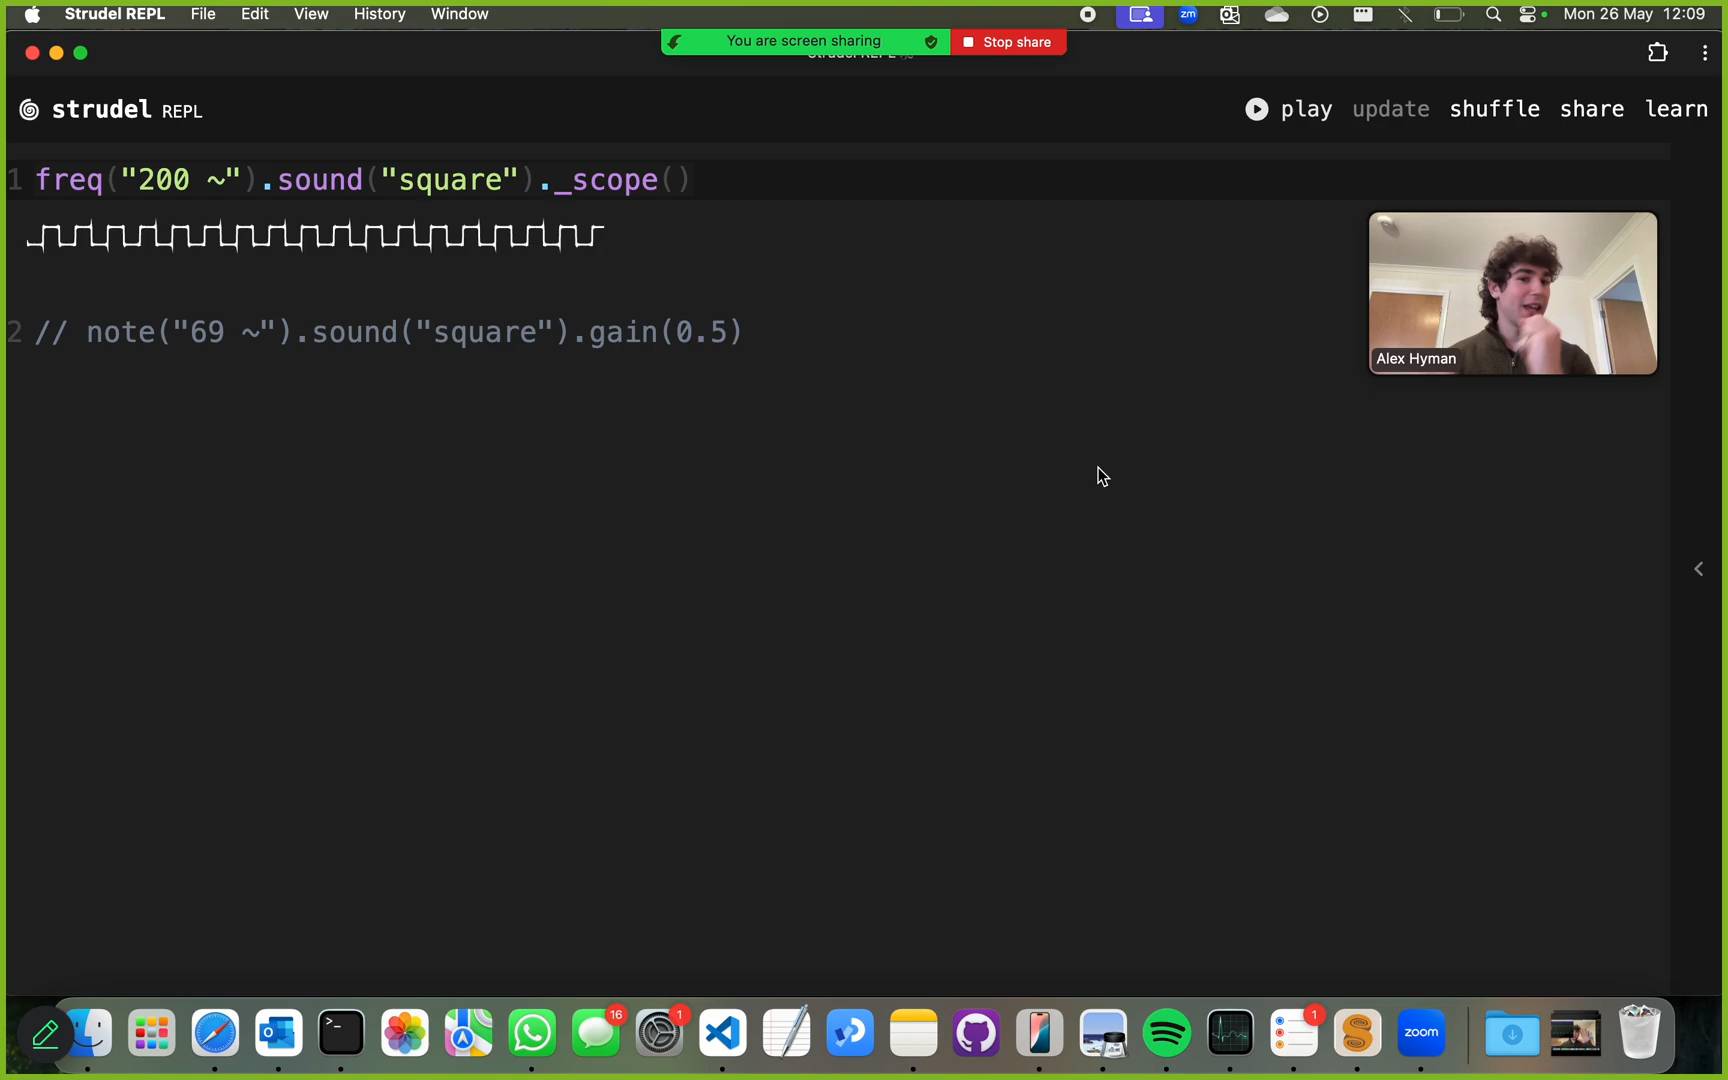 Strudel REPL File Edit View History Window
zm
Mon 26 May 12:09
You are screen sharing
Stop share
strudel REPL
play update shuffle share learn
1 freq("200 ~").sound("square")._scope()
2 // note("69 ~").sound("square").gain(0.5)
Alex Hyman
16
1
1
zoom